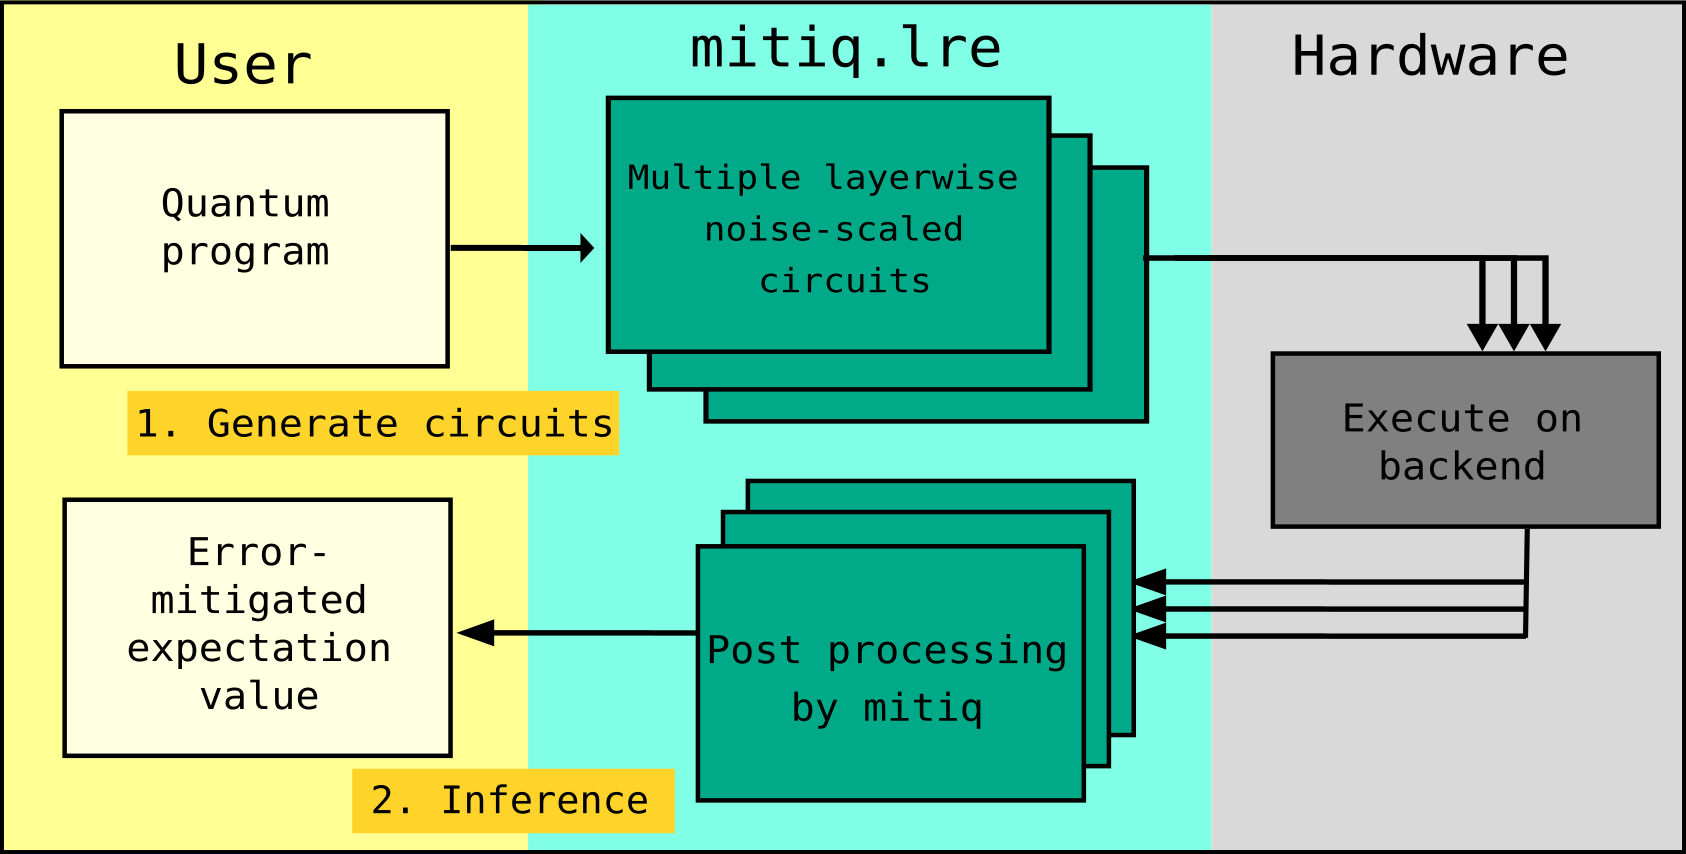 User
mitiq.lre
Hardware
Quantum
program
Multiple layerwise
noise-scaled
circuits
1. Generate circuits
Execute on
backend
Error-
mitigated
expectation
value
Post processing
by mitiq
2. Inference